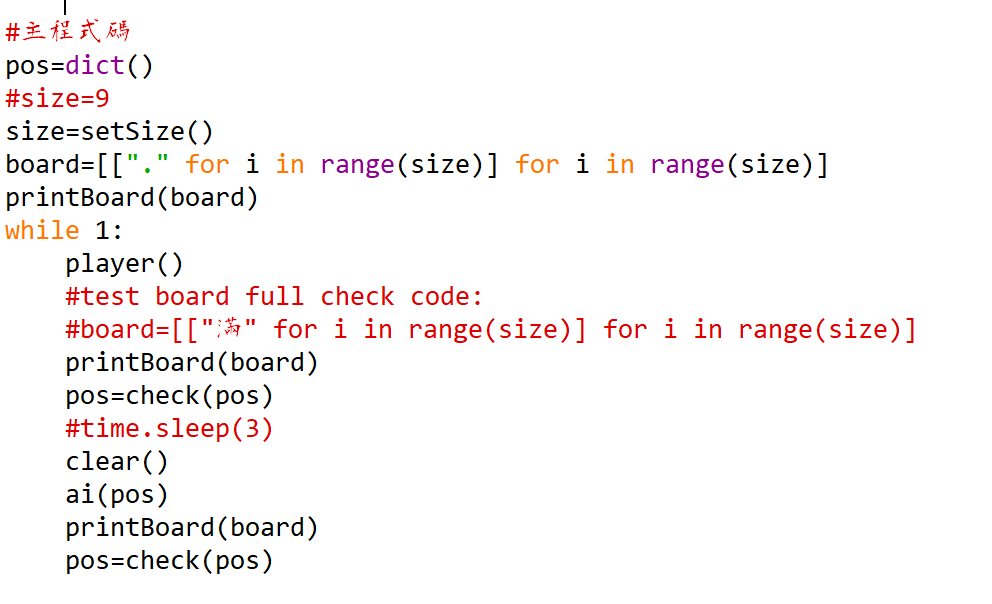 #主程式碼
pos=dict()
#size=9
size=setSize()
board=[["." for i in range(size)] for i in range(size)]
printBoard(board)
while 1:
    player()
    #test board full check code:
    #board=[["滿" for i in range(size)] for i in range(size)]
    printBoard(board)
    pos=check(pos)
    #time.sleep(3)
    clear()
    ai(pos)
    printBoard(board)
    pos=check(pos)